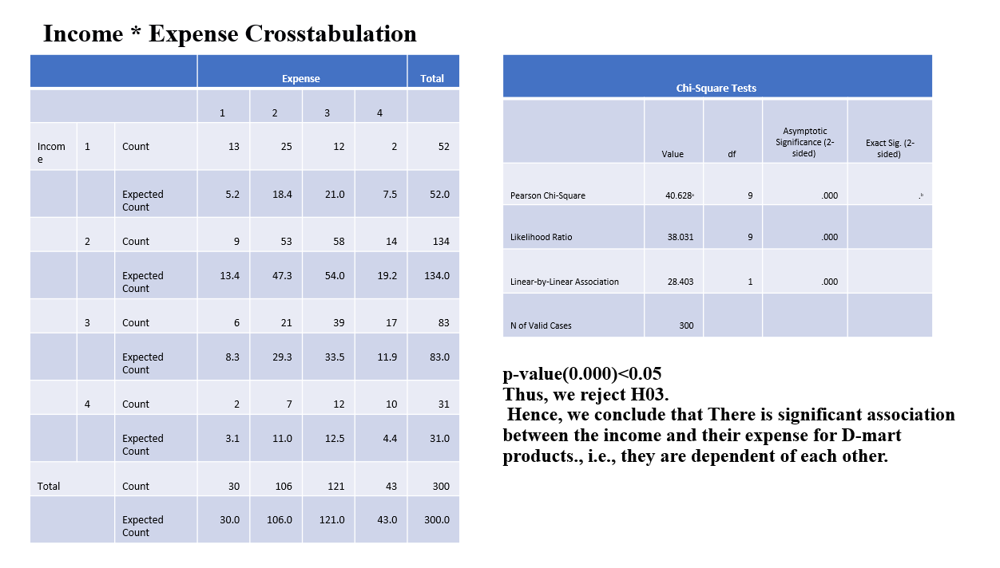 Income * Expense Crosstabulation
Expense Total
1 2 3 4
Incom
e 1 Count 13 25 12 2 52
Expected
Count 5.2 18.4 21.0 7.5 52.0
2 Count 9 53 58 14 134
Expected
Count 13.4 47.3 54.0 19.2 134.0
3 Count 6 21 39 17 83
Expected
Count 8.3 29.3 33.5 11.9 83.0
4 Count 2 7 12 10 31
Expected
Count 3.1 11.0 12.5 4.4 31.0
Total Count 30 106 121 43 300
Expected
Count 30.0 106.0 121.0 43.0 300.0
Chi-Square Tests
Value df Asymptotic
Significance (2-
sided) Exact Sig. (2-
sided)
Pearson Chi-Square 40.628a 9 .000 .b
Likelihood Ratio 38.031 9 .000
Linear-by-Linear Association 28.403 1 .000
N of Valid Cases 300
p-value(0.000)<0.05
Thus, we reject H03.
Hence, we conclude that There is significant association
between the income and their expense for D-mart
products., i.e., they are dependent of each other.